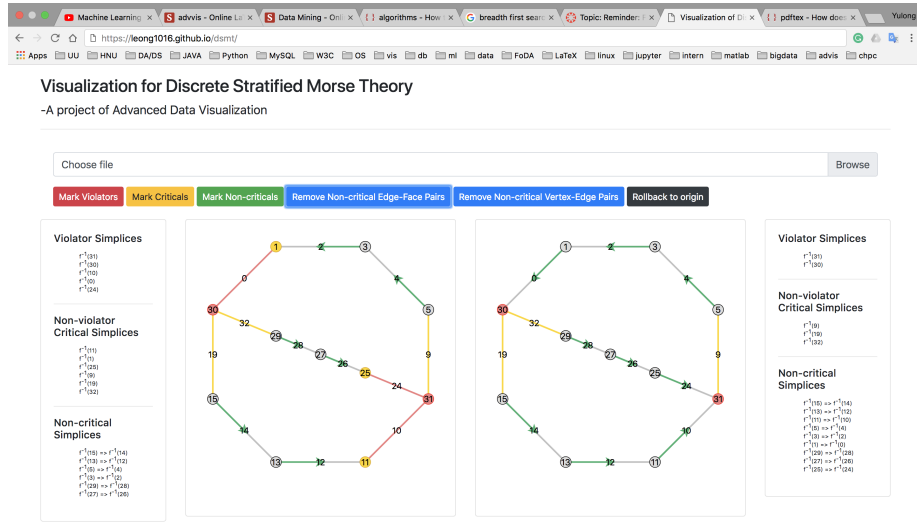 Machine Learning
advvis - Online La
Data Mining - Onli
algorithms - How t
breadth first searc
Topic: Reminder: F
Visualization of Di
pdftex - How does
Yulong
https://leong1016.github.io/dsmt/
Apps UU HNU DA/DS JAVA Python MySQL W3C OS vis db ml data FoDA LaTeX linux jupyter intern matlab bigdata advis chpc
Visualization for Discrete Stratified Morse Theory
-A project of Advanced Data Visualization
Choose file Browse
Mark Violators Mark Criticals Mark Non-criticals Remove Non-critical Edge-Face Pairs Remove Non-critical Vertex-Edge Pairs Rollback to origin
Violator Simplices
f⁻¹(31)
f⁻¹(30)
f⁻¹(10)
f⁻¹(0)
f⁻¹(24)
Non-violator
Critical Simplices
f⁻¹(11)
f⁻¹(1)
f⁻¹(25)
f⁻¹(9)
f⁻¹(19)
f⁻¹(32)
Non-critical
Simplices
f⁻¹(15) => f⁻¹(14)
f⁻¹(13) => f⁻¹(12)
f⁻¹(5) => f⁻¹(4)
f⁻¹(3) => f⁻¹(2)
f⁻¹(29) => f⁻¹(28)
f⁻¹(27) => f⁻¹(26)
1 2 3
0 4
30 5
32
29 28
19 27 9
26
25
24
15 31
14 10
13 12 11
1 2 3
0 4
30 5
32
29 28
19 27 9
26
25
24
15 31
14 10
13 12 11
Violator Simplices
f⁻¹(31)
f⁻¹(30)
Non-violator
Critical Simplices
f⁻¹(9)
f⁻¹(19)
f⁻¹(32)
Non-critical
Simplices
f⁻¹(15) => f⁻¹(14)
f⁻¹(13) => f⁻¹(12)
f⁻¹(11) => f⁻¹(10)
f⁻¹(5) => f⁻¹(4)
f⁻¹(3) => f⁻¹(2)
f⁻¹(1) => f⁻¹(0)
f⁻¹(29) => f⁻¹(28)
f⁻¹(27) => f⁻¹(26)
f⁻¹(25) => f⁻¹(24)